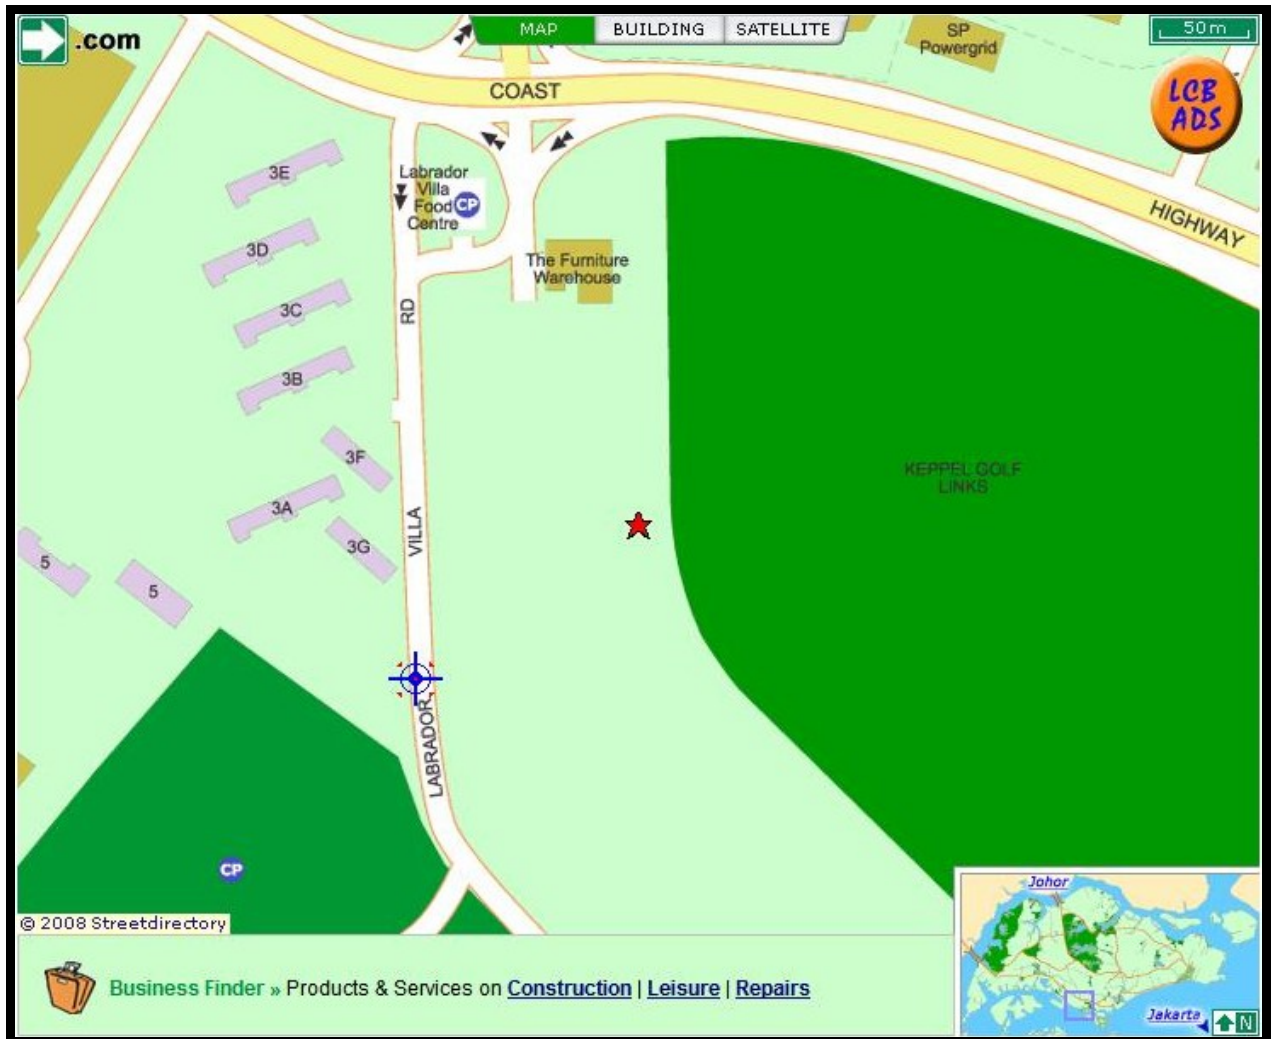 .com
MAP
BUILDING
SATELLITE
50m
SP
Powergrid
LCB
ADS
COAST
HIGHWAY
3E
Labrador
Villa
Food
Centre
CP
3D
The Furniture
Warehouse
3C
RD
3B
3F
KEPPEL GOLF
LINKS
3A
VILLA
3G
5
5
LABRADOR
CP
© 2008 Streetdirectory
Business Finder » Products & Services on Construction | Leisure | Repairs
Johor
Jakarta
N